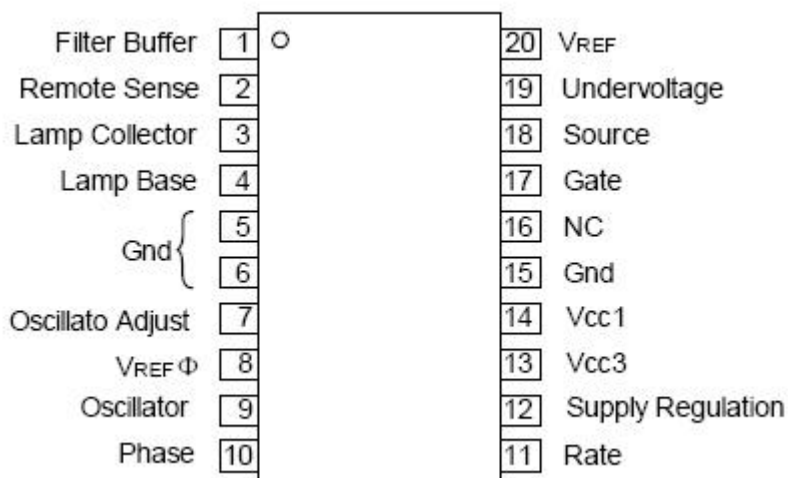 Filter Buffer 1 20 VREF
Remote Sense 2 19 Undervoltage
Lamp Collector 3 18 Source
Lamp Base 4 17 Gate
5 16 NC
Gnd
6 15 Gnd
Oscillato Adjust 7 14 Vcc1
VREFΦ 8 13 Vcc3
Oscillator 9 12 Supply Regulation
Phase 10 11 Rate